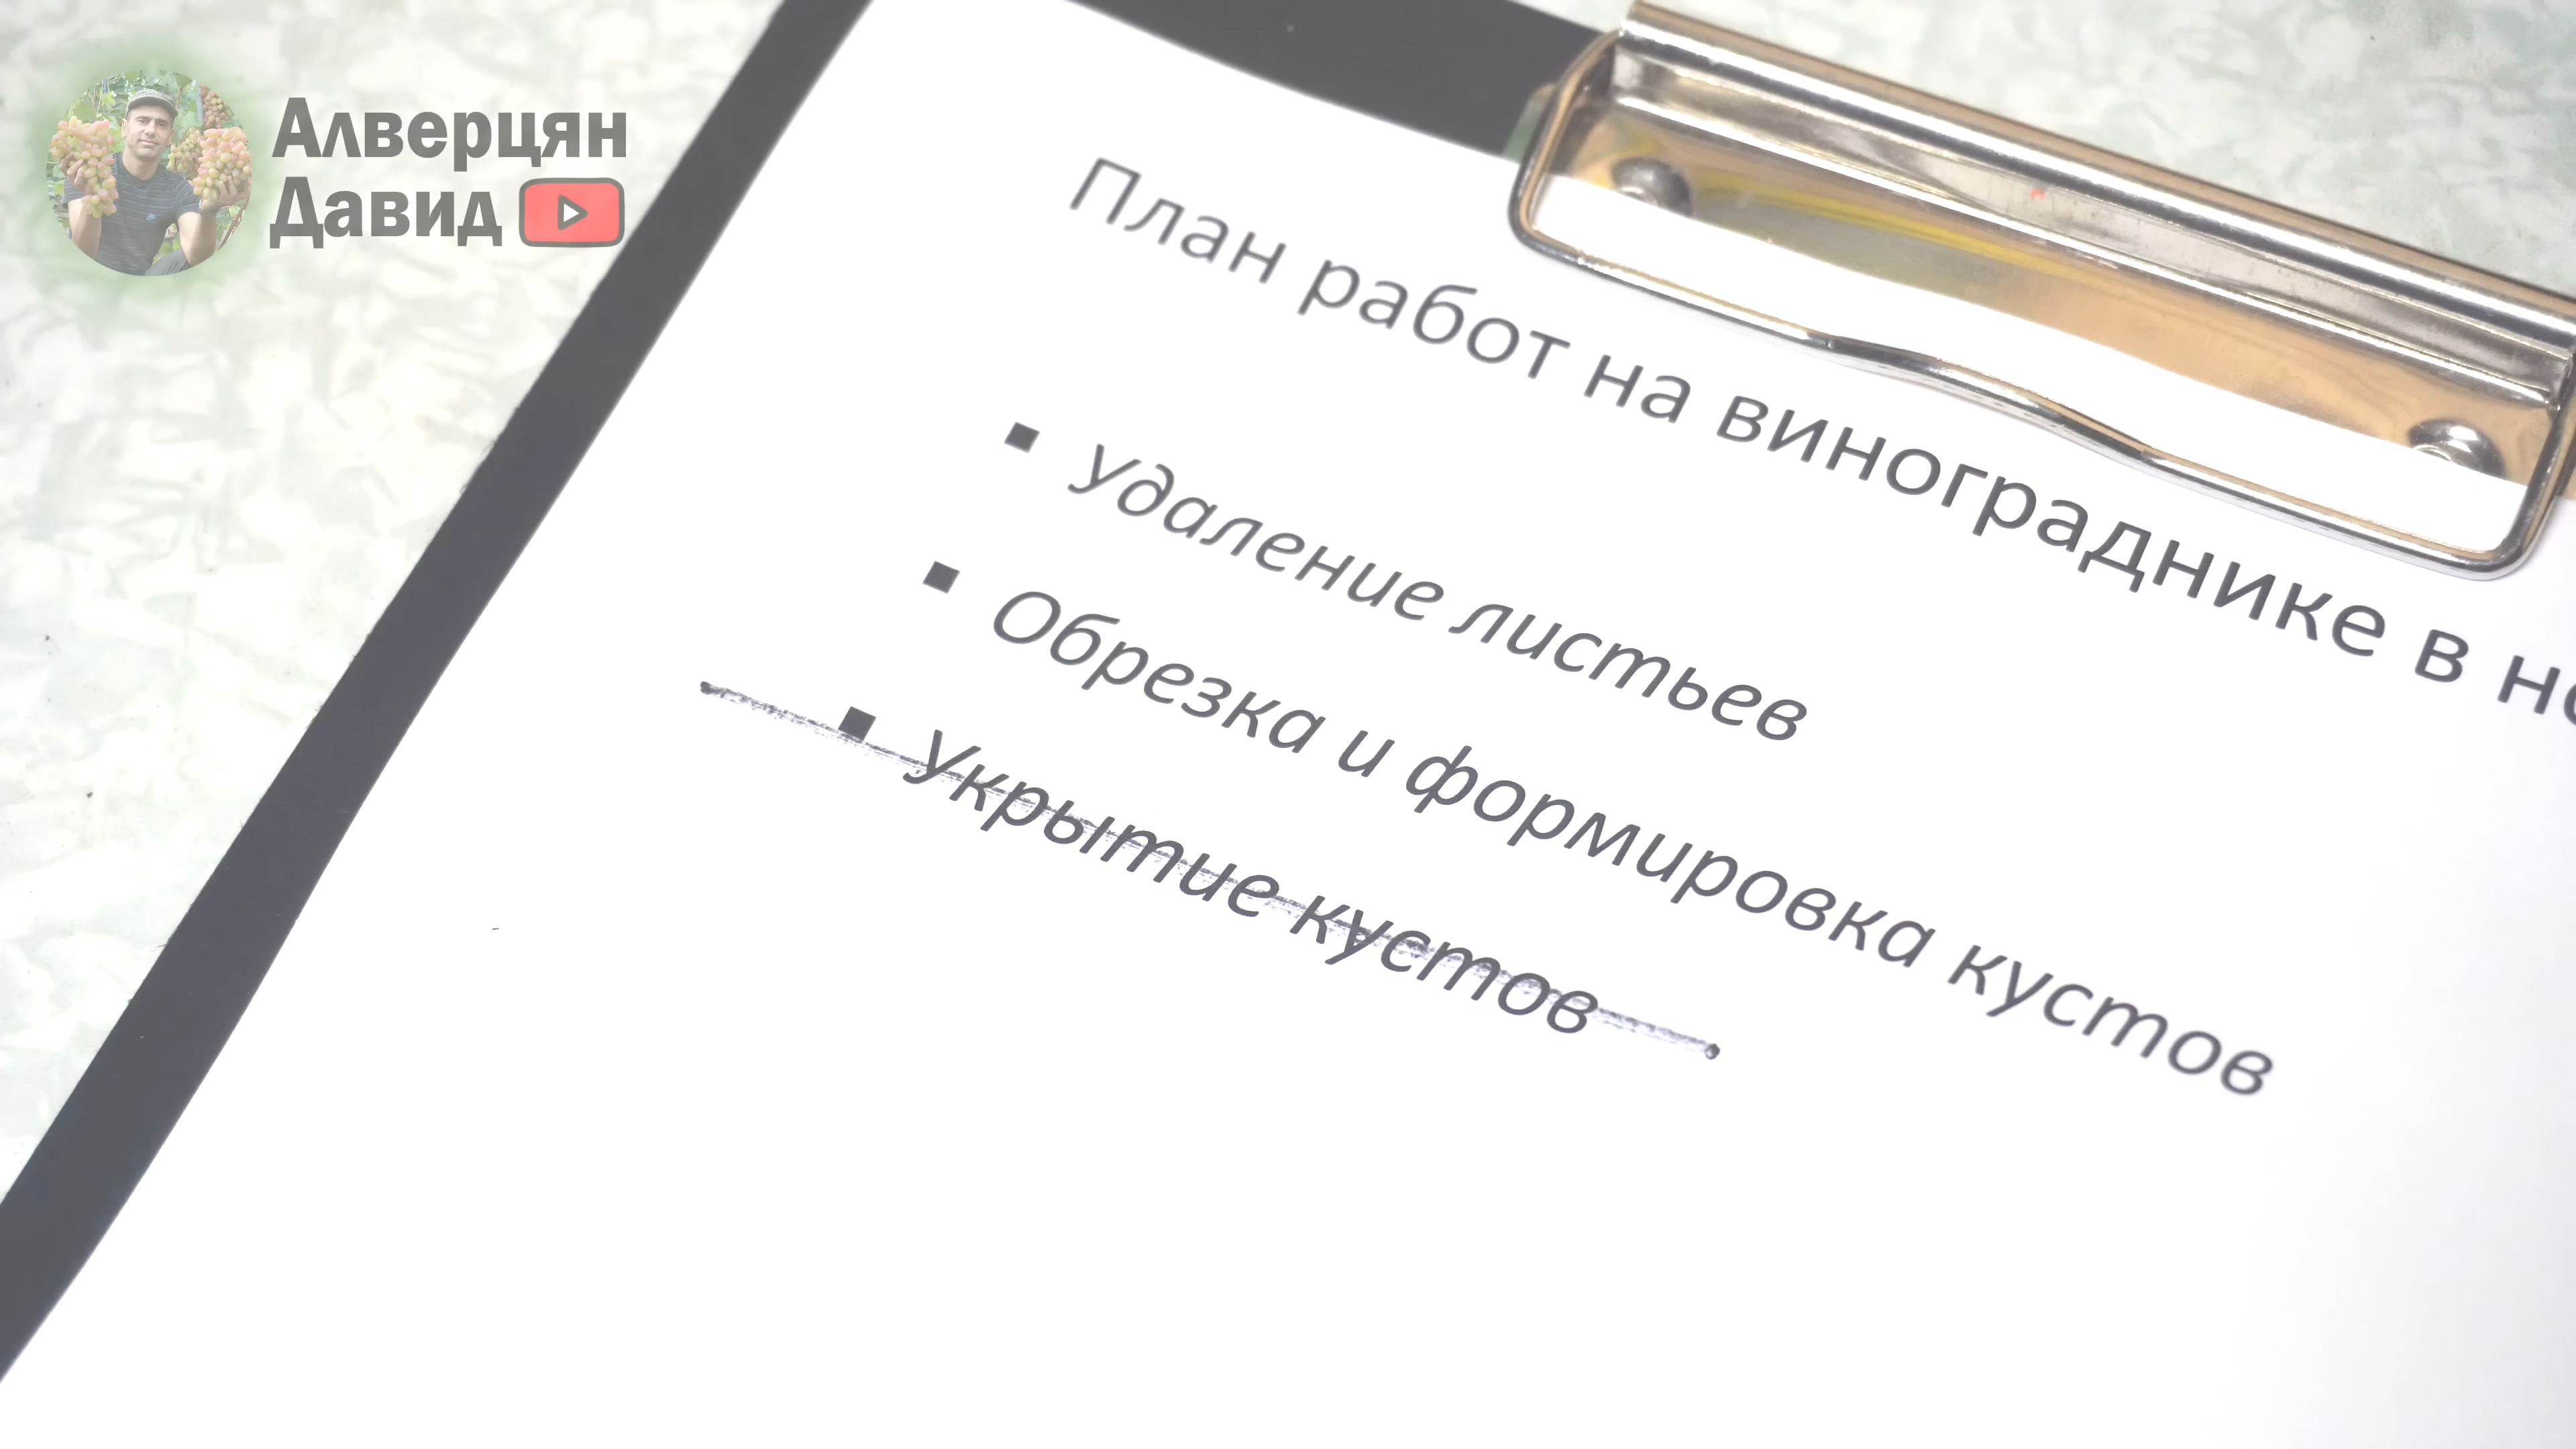 Алверцян
Давид
План работ на винограднике в
▪ Удаление листьев
▪ Обрезка и формировка кустов
▪ Укрытие кустов